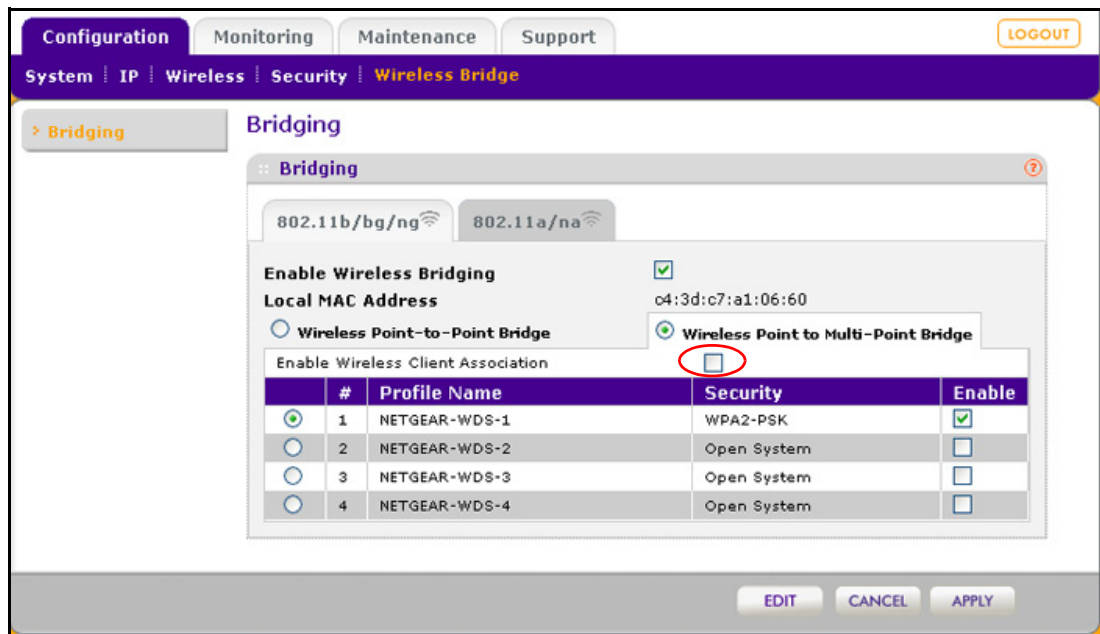 Configuration Monitoring Maintenance Support LOGOUT
System IP Wireless Security Wireless Bridge
> Bridging
Bridging
:: Bridging ?
802.11b/bg/ng 802.11a/na
Enable Wireless Bridging
Local MAC Address c4:3d:c7:a1:06:60
Wireless Point-to-Point Bridge Wireless Point to Multi-Point Bridge
Enable Wireless Client Association
# Profile Name Security Enable
1 NETGEAR-WDS-1 WPA2-PSK
2 NETGEAR-WDS-2 Open System
3 NETGEAR-WDS-3 Open System
4 NETGEAR-WDS-4 Open System
EDIT CANCEL APPLY